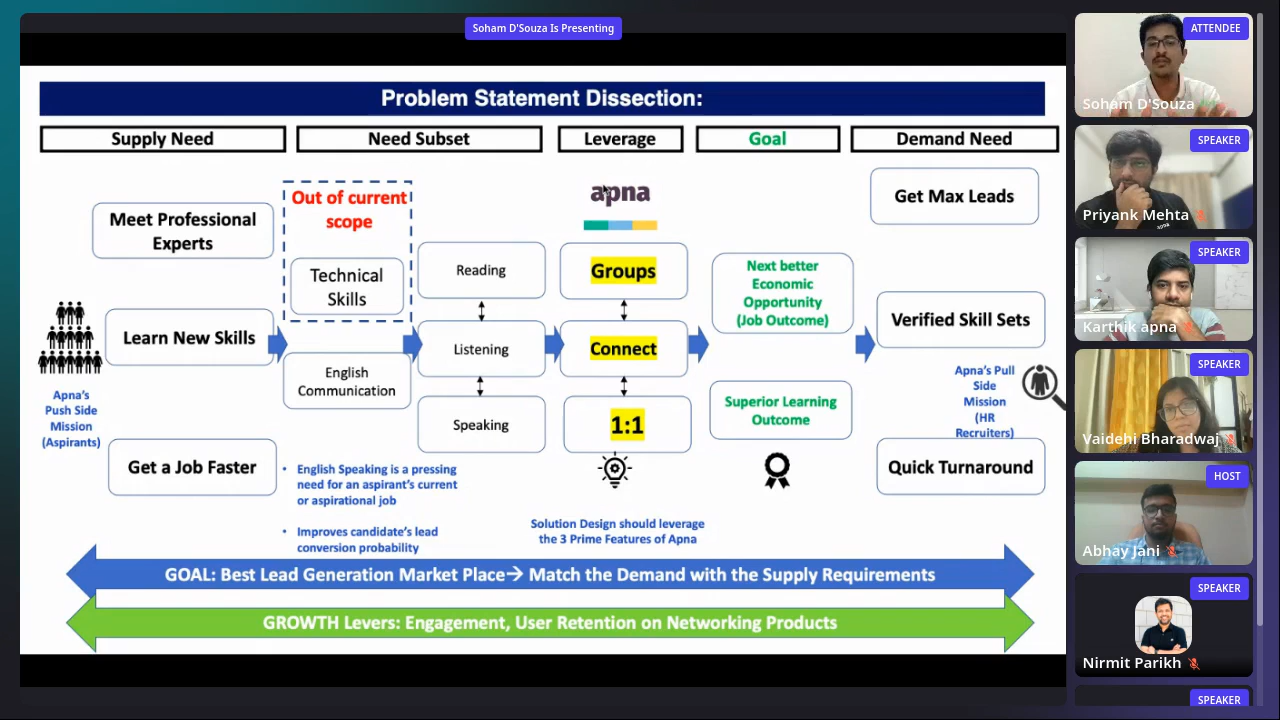 Soham D'Souza Is Presenting
Problem Statement Dissection:
Supply Need
Need Subset
Leverage
Goal
Demand Need
Meet Professional
Experts
Learn New Skills
Get a Job Faster
Apna's
Push Side
Mission
(Aspirants)
Out of current
scope
Technical
Skills
English
Communication
Reading
Listening
Speaking
• English Speaking is a pressing
need for an aspirant's current
or aspirational job
• Improves candidate's lead
conversion probability
apna
Groups
Connect
1:1
Solution Design should leverage
the 3 Prime Features of Apna
Next better
Economic
Opportunity
(Job Outcome)
Superior Learning
Outcome
Get Max Leads
Verified Skill Sets
Apna's Pull
Side
Mission
(HR
Recruiters)
Quick Turnaround
GOAL: Best Lead Generation Market Place→ Match the Demand with the Supply Requirements
GROWTH Levers: Engagement, User Retention on Networking Products
ATTENDEE
Soham D'Souza
SPEAKER
Priyank Mehta
apna
SPEAKER
Karthik apna
SPEAKER
Vaidehi Bharadwaj
HOST
Abhay Jani
SPEAKER
Nirmit Parikh
SPEAKER